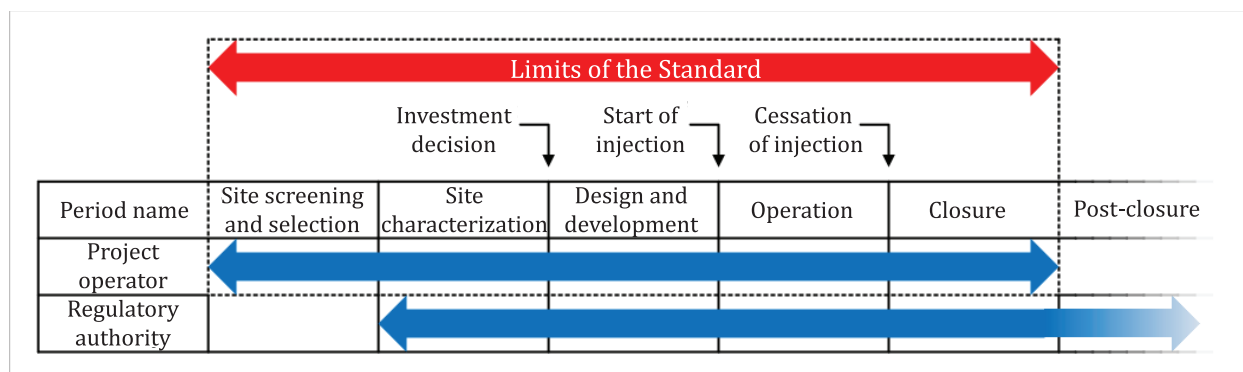 Limits of the Standard
Investment
decision
Start of
injection
Cessation
of injection
Period name
Site screening
and selection
Site
characterization
Design and
development
Operation
Closure
Post-closure
Project
operator
Regulatory
authority